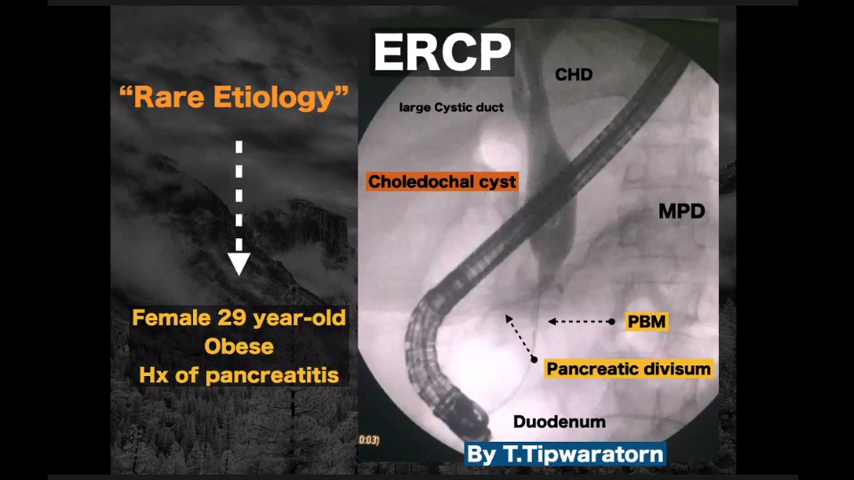 ERCP
“Rare Etiology”
CHD
large Cystic duct
Choledochal cyst
MPD
Female 29 year-old
Obese
Hx of pancreatitis
PBM
Pancreatic divisum
Duodenum
0:03)
By T.Tipwaratorn